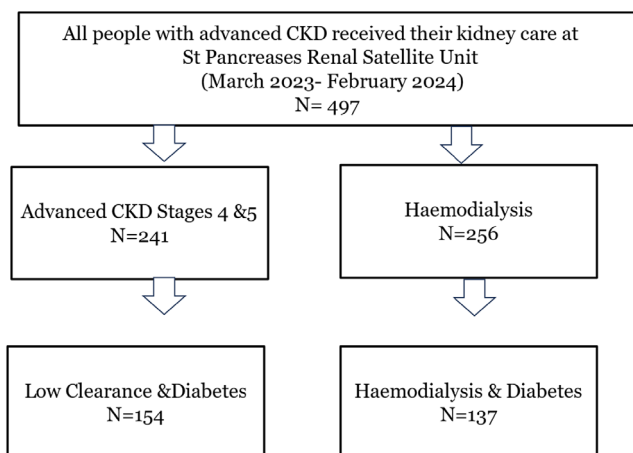 All people with advanced CKD received their kidney care at
St Pancreases Renal Satellite Unit
(March 2023- February 2024)
N= 497
Advanced CKD Stages 4 &5
N=241
Haemodialysis
N=256
Low Clearance &Diabetes
N=154
Haemodialysis & Diabetes
N=137